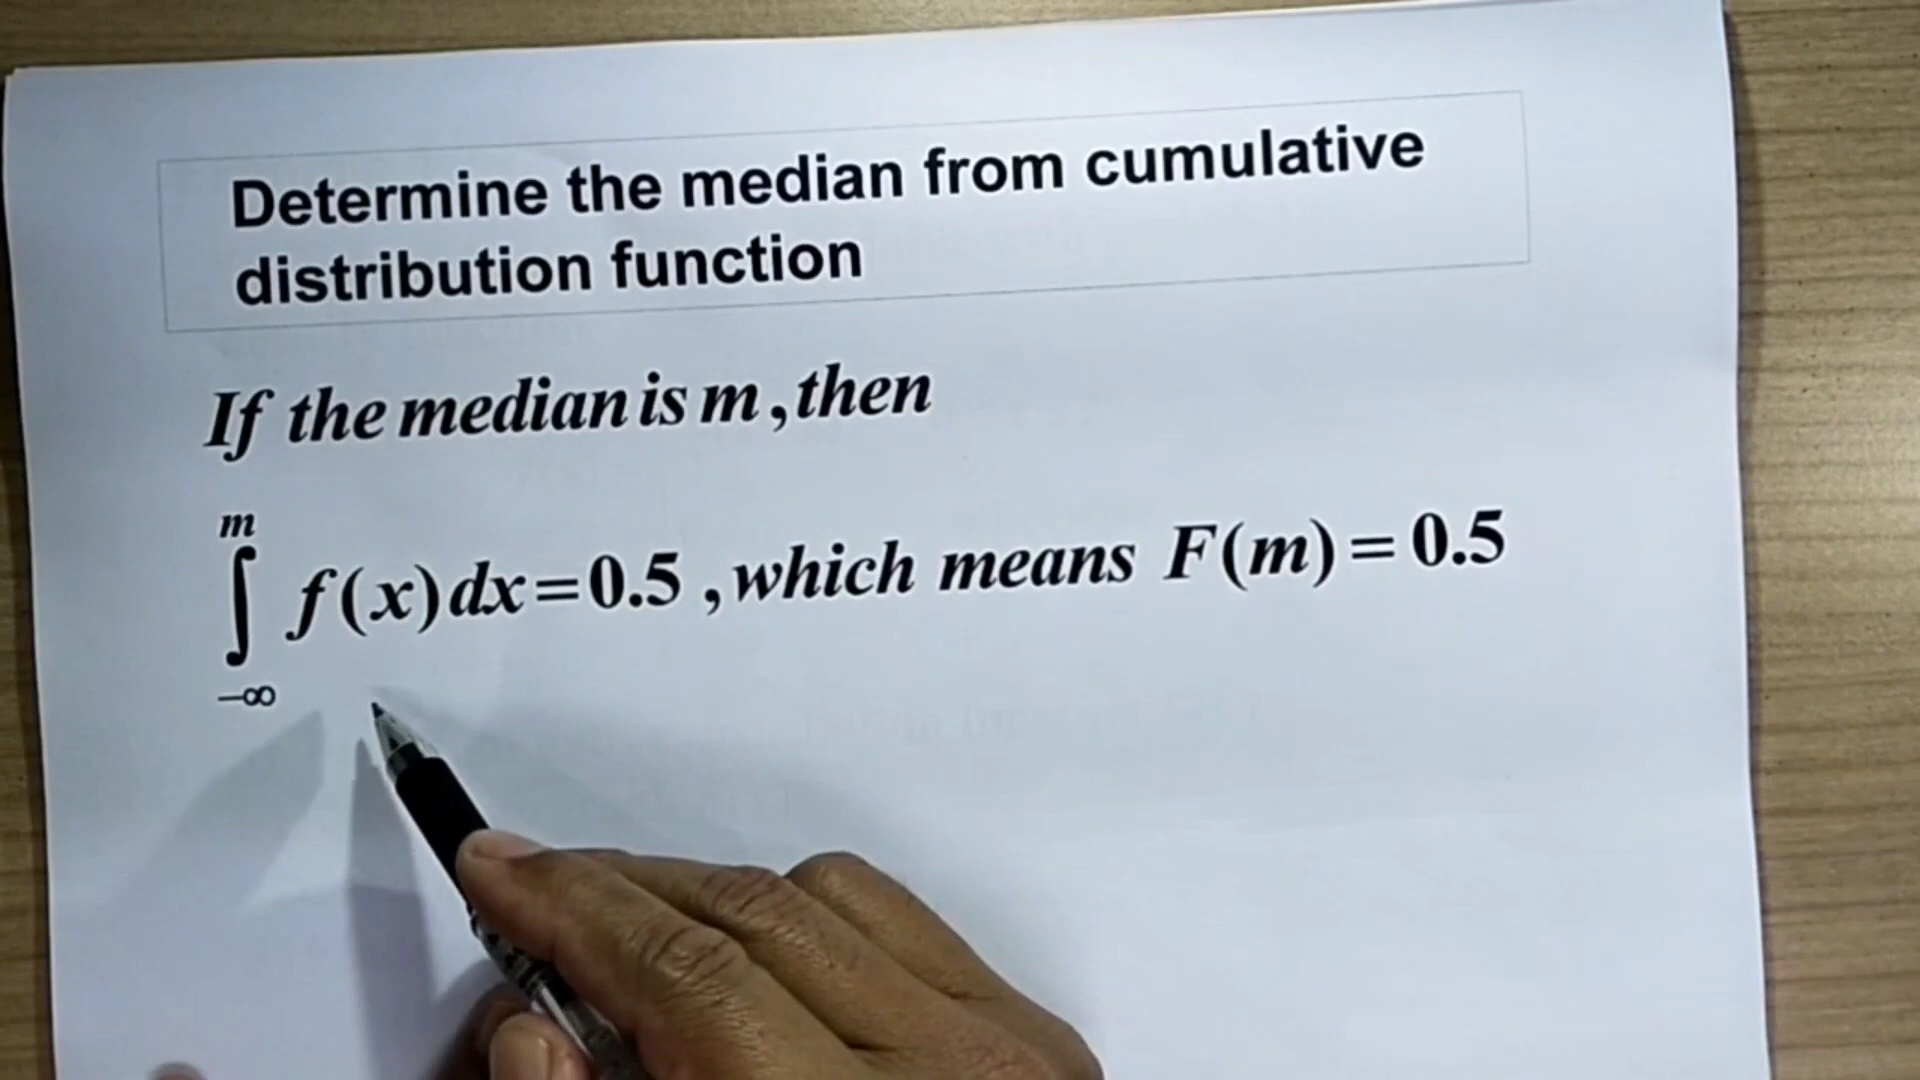 Determine the median from cumulative
distribution function
If the median is m, then
m
∫ f(x)dx=0.5, which means F(m)=0.5
−∞